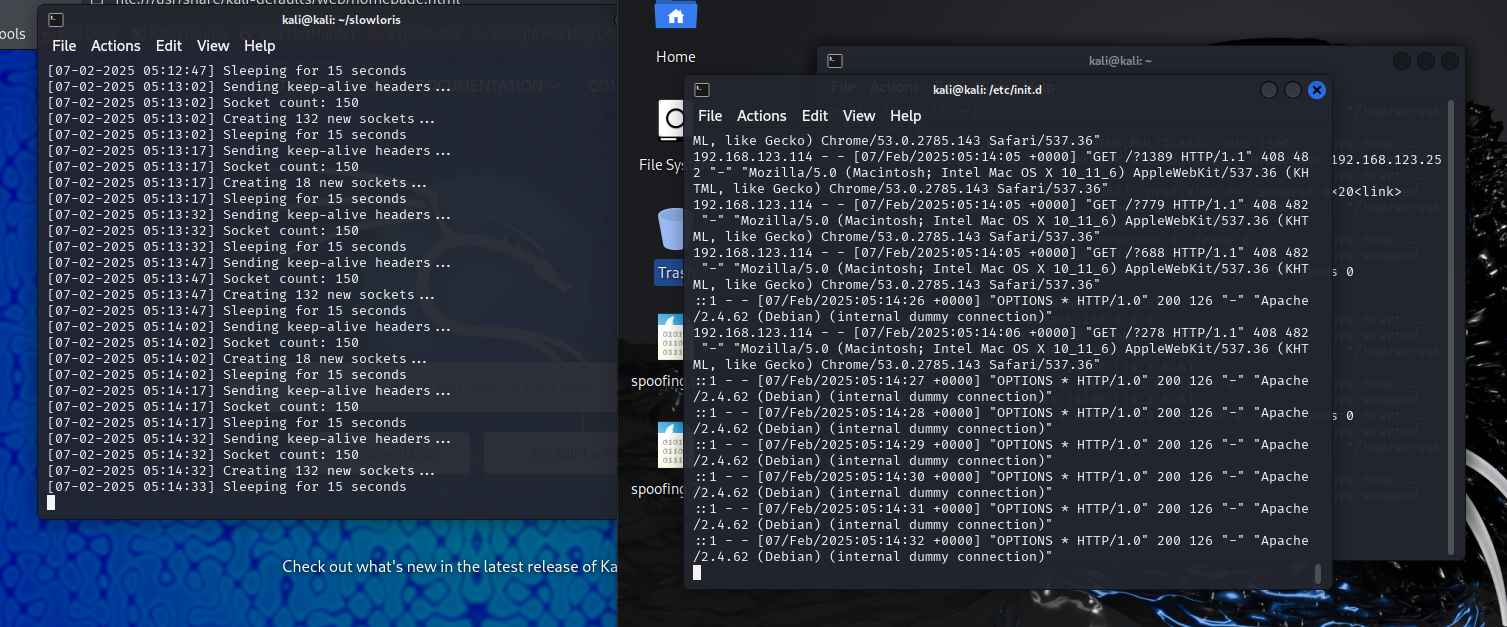 file:///usr/share/kali-defaults/web/homepage.html
ools
kali@kali: ~/slowloris
File Actions Edit View Help
[07-02-2025 05:12:47] Sleeping for 15 seconds
[07-02-2025 05:13:02] Sending keep-alive headers...
[07-02-2025 05:13:02] Socket count: 150
[07-02-2025 05:13:02] Creating 132 new sockets...
[07-02-2025 05:13:02] Sleeping for 15 seconds
[07-02-2025 05:13:17] Sending keep-alive headers...
[07-02-2025 05:13:17] Socket count: 150
[07-02-2025 05:13:17] Creating 18 new sockets...
[07-02-2025 05:13:17] Sleeping for 15 seconds
[07-02-2025 05:13:32] Sending keep-alive headers...
[07-02-2025 05:13:32] Socket count: 150
[07-02-2025 05:13:32] Sleeping for 15 seconds
[07-02-2025 05:13:47] Sending keep-alive headers...
[07-02-2025 05:13:47] Socket count: 150
[07-02-2025 05:13:47] Creating 132 new sockets...
[07-02-2025 05:13:47] Sleeping for 15 seconds
[07-02-2025 05:14:02] Sending keep-alive headers...
[07-02-2025 05:14:02] Socket count: 150
[07-02-2025 05:14:02] Creating 18 new sockets...
[07-02-2025 05:14:02] Sleeping for 15 seconds
[07-02-2025 05:14:17] Sending keep-alive headers...
[07-02-2025 05:14:17] Socket count: 150
[07-02-2025 05:14:17] Sleeping for 15 seconds
[07-02-2025 05:14:32] Sending keep-alive headers...
[07-02-2025 05:14:32] Socket count: 150
[07-02-2025 05:14:32] Creating 132 new sockets...
[07-02-2025 05:14:33] Sleeping for 15 seconds
Check out what's new in the latest release of Ka
Home
File Sys
Tras
spoofing
spoofing
kali@kali: ~
192.168.123.25
<20<link>
kali@kali: /etc/init.d
File Actions Edit View Help
ML, like Gecko) Chrome/53.0.2785.143 Safari/537.36"
192.168.123.114 - - [07/Feb/2025:05:14:05 +0000] "GET /?1389 HTTP/1.1" 408 48
2 "-" "Mozilla/5.0 (Macintosh; Intel Mac OS X 10_11_6) AppleWebKit/537.36 (KH
TML, like Gecko) Chrome/53.0.2785.143 Safari/537.36"
192.168.123.114 - - [07/Feb/2025:05:14:05 +0000] "GET /?779 HTTP/1.1" 408 482
"-" "Mozilla/5.0 (Macintosh; Intel Mac OS X 10_11_6) AppleWebKit/537.36 (KHT
ML, like Gecko) Chrome/53.0.2785.143 Safari/537.36"
192.168.123.114 - - [07/Feb/2025:05:14:06 +0000] "GET /?688 HTTP/1.1" 408 482
"-" "Mozilla/5.0 (Macintosh; Intel Mac OS X 10_11_6) AppleWebKit/537.36 (KHT
ML, like Gecko) Chrome/53.0.2785.143 Safari/537.36"
::1 - - [07/Feb/2025:05:14:26 +0000] "OPTIONS * HTTP/1.0" 200 126 "-" "Apache
/2.4.62 (Debian) (internal dummy connection)"
192.168.123.114 - - [07/Feb/2025:05:14:06 +0000] "GET /?278 HTTP/1.1" 408 482
"-" "Mozilla/5.0 (Macintosh; Intel Mac OS X 10_11_6) AppleWebKit/537.36 (KHT
ML, like Gecko) Chrome/53.0.2785.143 Safari/537.36"
::1 - - [07/Feb/2025:05:14:27 +0000] "OPTIONS * HTTP/1.0" 200 126 "-" "Apache
/2.4.62 (Debian) (internal dummy connection)"
::1 - - [07/Feb/2025:05:14:28 +0000] "OPTIONS * HTTP/1.0" 200 126 "-" "Apache
/2.4.62 (Debian) (internal dummy connection)"
::1 - - [07/Feb/2025:05:14:29 +0000] "OPTIONS * HTTP/1.0" 200 126 "-" "Apache
/2.4.62 (Debian) (internal dummy connection)"
::1 - - [07/Feb/2025:05:14:30 +0000] "OPTIONS * HTTP/1.0" 200 126 "-" "Apache
/2.4.62 (Debian) (internal dummy connection)"
::1 - - [07/Feb/2025:05:14:31 +0000] "OPTIONS * HTTP/1.0" 200 126 "-" "Apache
/2.4.62 (Debian) (internal dummy connection)"
::1 - - [07/Feb/2025:05:14:32 +0000] "OPTIONS * HTTP/1.0" 200 126 "-" "Apache
/2.4.62 (Debian) (internal dummy connection)"